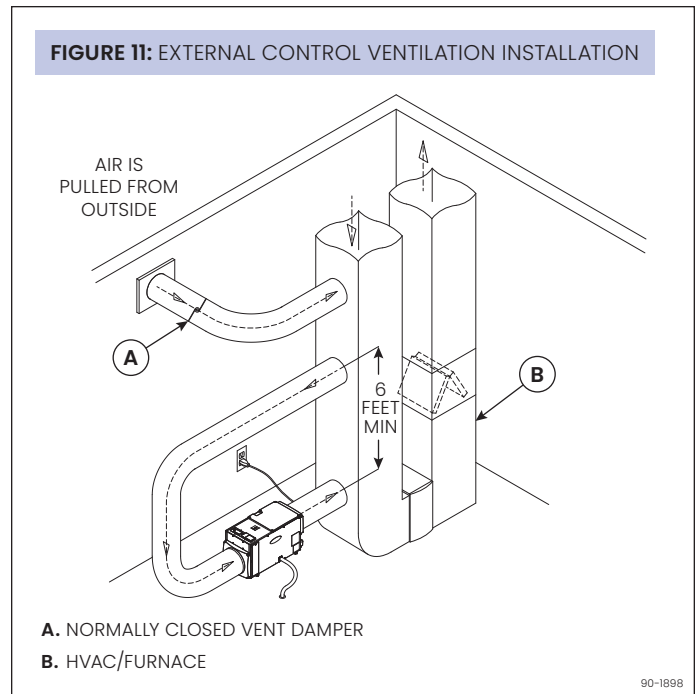 FIGURE 11: EXTERNAL CONTROL VENTILATION INSTALLATION
AIR IS
PULLED FROM
OUTSIDE
A
B
6
FEET
MIN
A. NORMALLY CLOSED VENT DAMPER
B. HVAC/FURNACE
90-1898